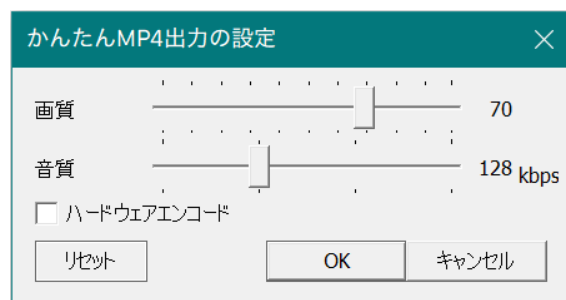 かんたんMP4出力の設定
画質 70
音質 128 kbps
ハードウェアエンコード
リセット OK キャンセル